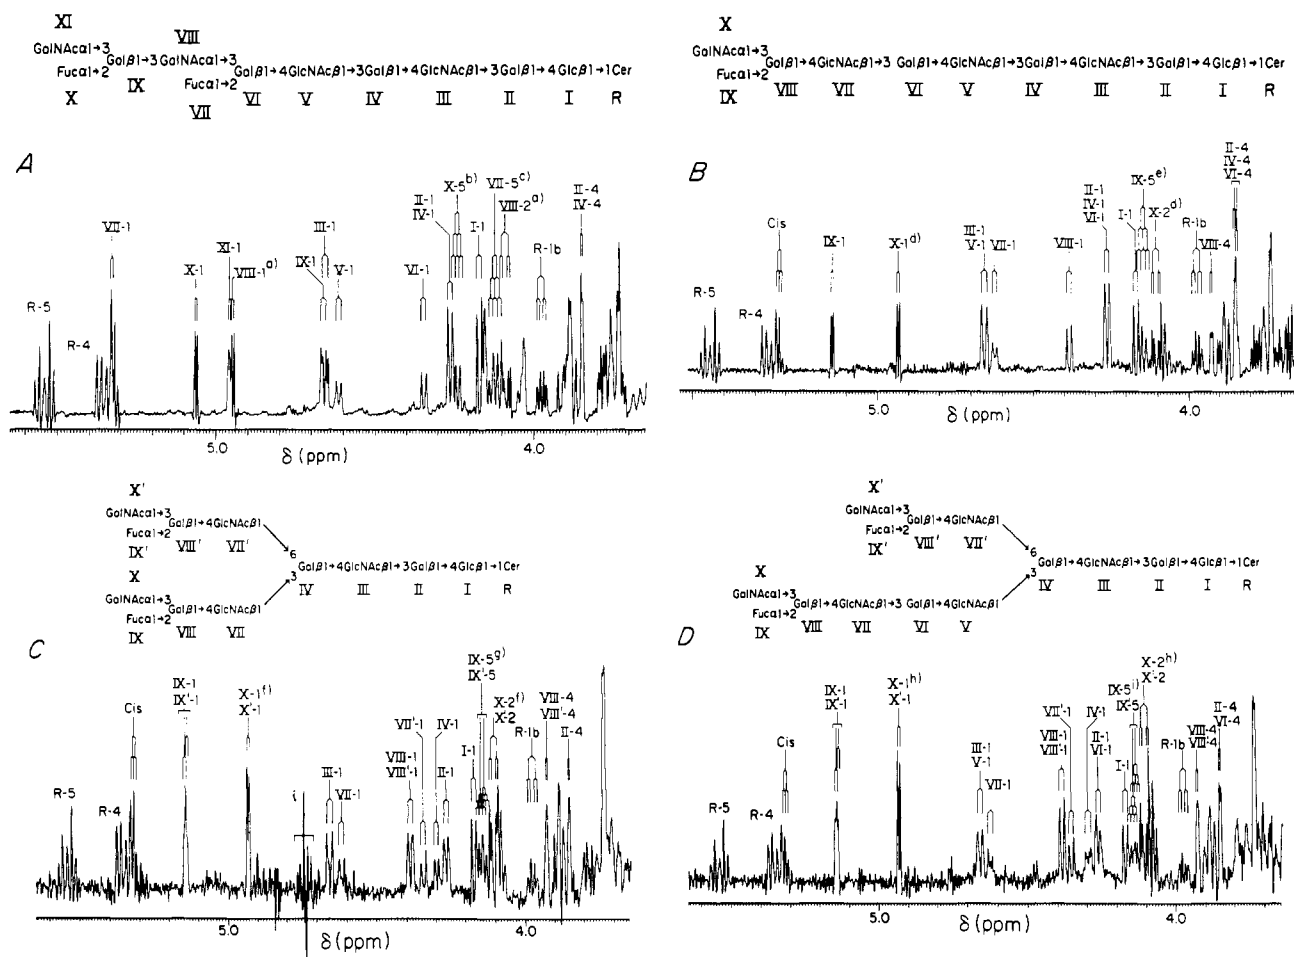 XI
GalNAcα1→3
VIII
Galβ1→3 GalNAcα1→3
Fucα1→2
IX
Fucα1→2
Galβ1→4GlcNAcβ1→3Galβ1→4GlcNAcβ1→3Galβ1→4Glcβ1→1Cer
X
VII
VI V IV III II I R
A
R-5
R-4
VII-1
X-1
XI-1
VIII-1a)
IX-1
III-1
V-1
VI-1
II-1
IV-1
X-5b)
I-1
VII-5c)
VIII-2a)
R-1b
II-4
IV-4
5.0 4.0
δ (ppm)
X
GalNAcα1→3
Fucα1→2
Galβ1→4GlcNAcβ1→3 Galβ1→4GlcNAcβ1→3Galβ1→4GlcNAcβ1→3Galβ1→4Glcβ1→1Cer
IX VIII VII VI V IV III II I R
B
R-5
R-4
Cis
IX-1
X-1d)
III-1
V-1
VII-1
VIII-1
II-1
IV-1
VI-1
I-1
IX-5e)
X-2d)
R-1b
VIII-4
II-4
IV-4
VI-4
5.0 4.0
δ (ppm)
X'
GalNAcα1→3
Fucα1→2
Galβ1→4GlcNAcβ1
IX' VIII' VII'
6
3
Galβ1→4GlcNAcβ1→3Galβ1→4Glcβ1→1Cer
IV III II I R
X
GalNAcα1→3
Fucα1→2
Galβ1→4GlcNAcβ1
IX VIII VII
C
R-5
R-4
Cis
IX-1
IX'-1
X-1f)
X'-1
III-1
VII-1
VIII-1
VIII'-1
VII'-1
IV-1
II-1
I-1
IX-5g)
IX'-5
X-2f)
X'-2
R-1b
VIII-4
VIII'-4
II-4
5.0 4.0
δ (ppm)
X'
GalNAcα1→3
Fucα1→2
Galβ1→4GlcNAcβ1
IX' VIII' VII'
6
3
Galβ1→4GlcNAcβ1→3Galβ1→4Glcβ1→1Cer
IV III II I R
X
GalNAcα1→3
Fucα1→2
Galβ1→4GlcNAcβ1→3 Galβ1→4GlcNAcβ1
IX VIII VII VI V
D
R-5
R-4
Cis
IX-1
IX'-1
X-1h)
X'-1
III-1
V-1
VII-1
VIII-1
VIII'-1
VII'-1
IV-1
II-1
VI-1
I-1
IX-5i)
IX'-5
X-2h)
X'-2
R-1b
VIII-4
VIII'-4
II-4
VI-4
5.0 4.0
δ (ppm)